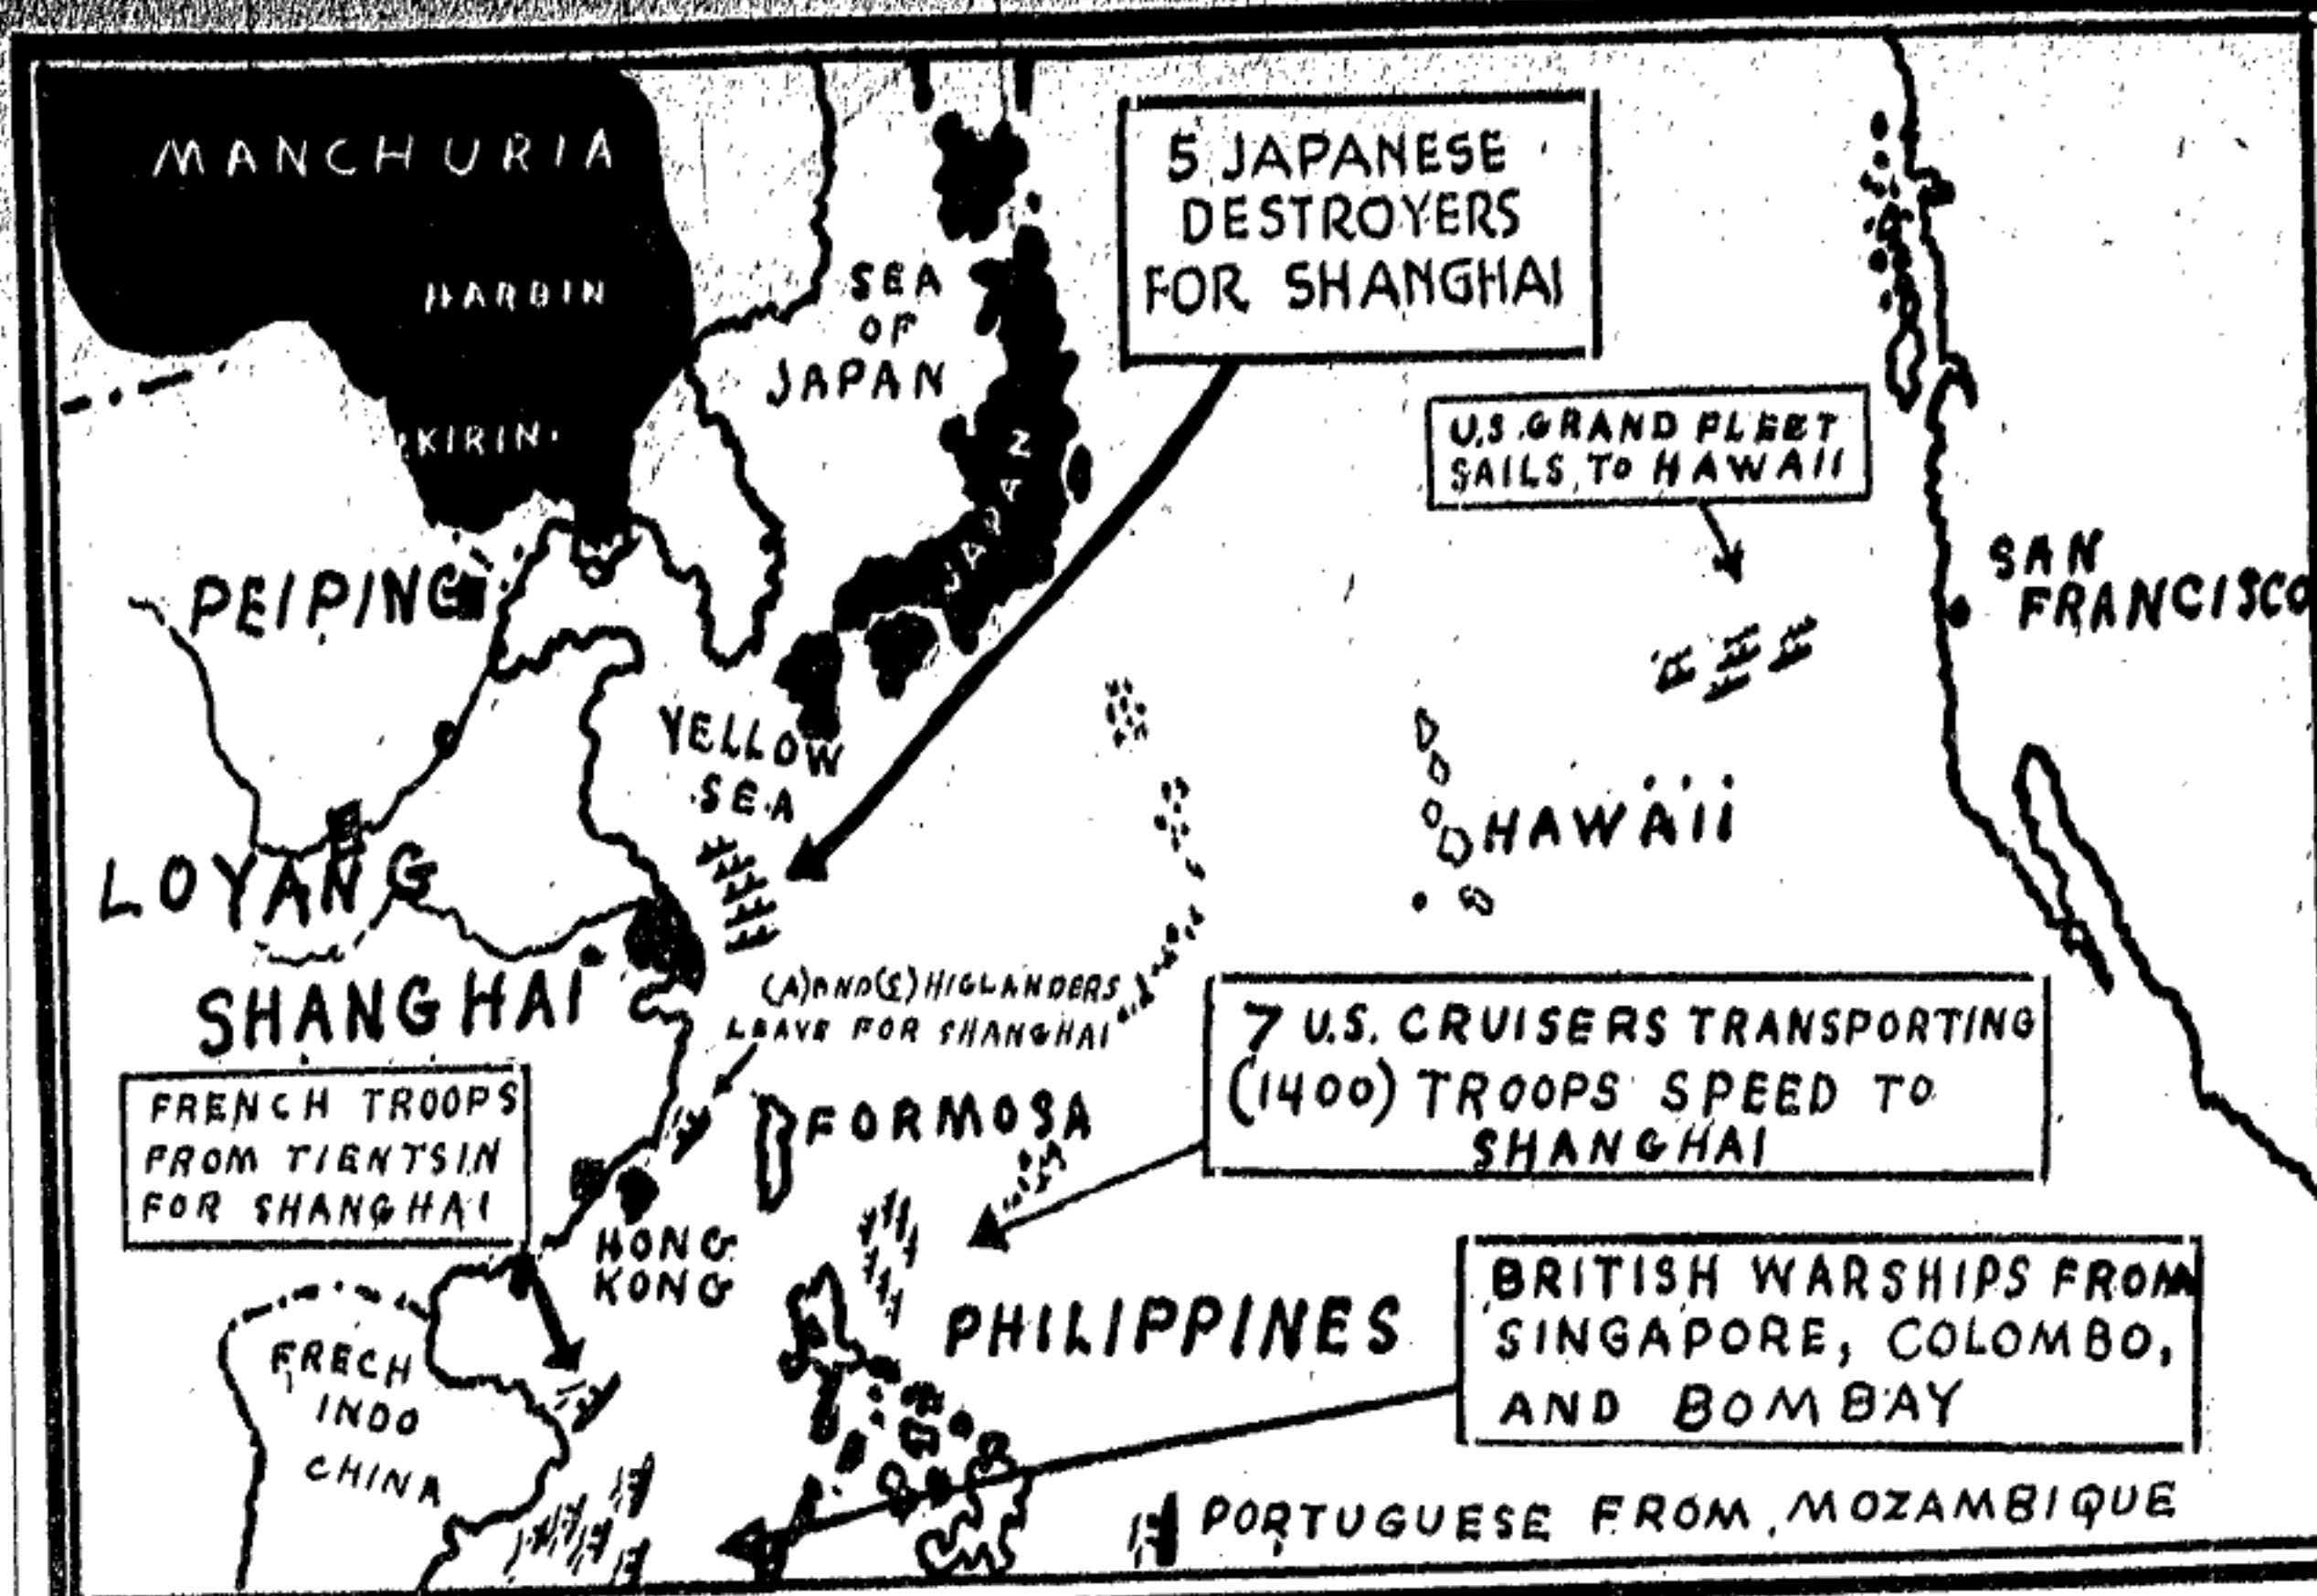 MANCHURIA
HARBIN
KIRIN
SEA
OF
JAPAN
JAPAN
5 JAPANESE
DESTROYERS
FOR SHANGHAI
U.S. GRAND FLEET
SAILS TO HAWAII
SAN
FRANCISCO
PEIPING
YELLOW
SEA
HAWAII
LOYANG
SHANGHAI
(A)AND(S) HIGLANDERS
LEAVE FOR SHANGHAI
7 U.S. CRUISERS TRANSPORTING
(1400) TROOPS SPEED TO
SHANGHAI
FRENCH TROOPS
FROM TIENTSIN
FOR SHANGHAI
FORMOSA
HONG
KONG
PHILIPPINES
BRITISH WARSHIPS FROM
SINGAPORE, COLOMBO,
AND BOMBAY
FRECH
INDO
CHINA
PORTUGUESE FROM MOZAMBIQUE